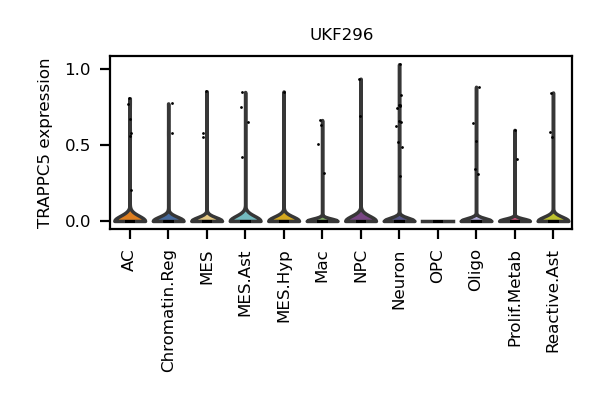 UKF296
TRAPPC5 expression
1.0
0.5
0.0
AC
Chromatin.Reg
MES
MES.Ast
MES.Hyp
Mac
NPC
Neuron
OPC
Oligo
Prolif.Metab
Reactive.Ast